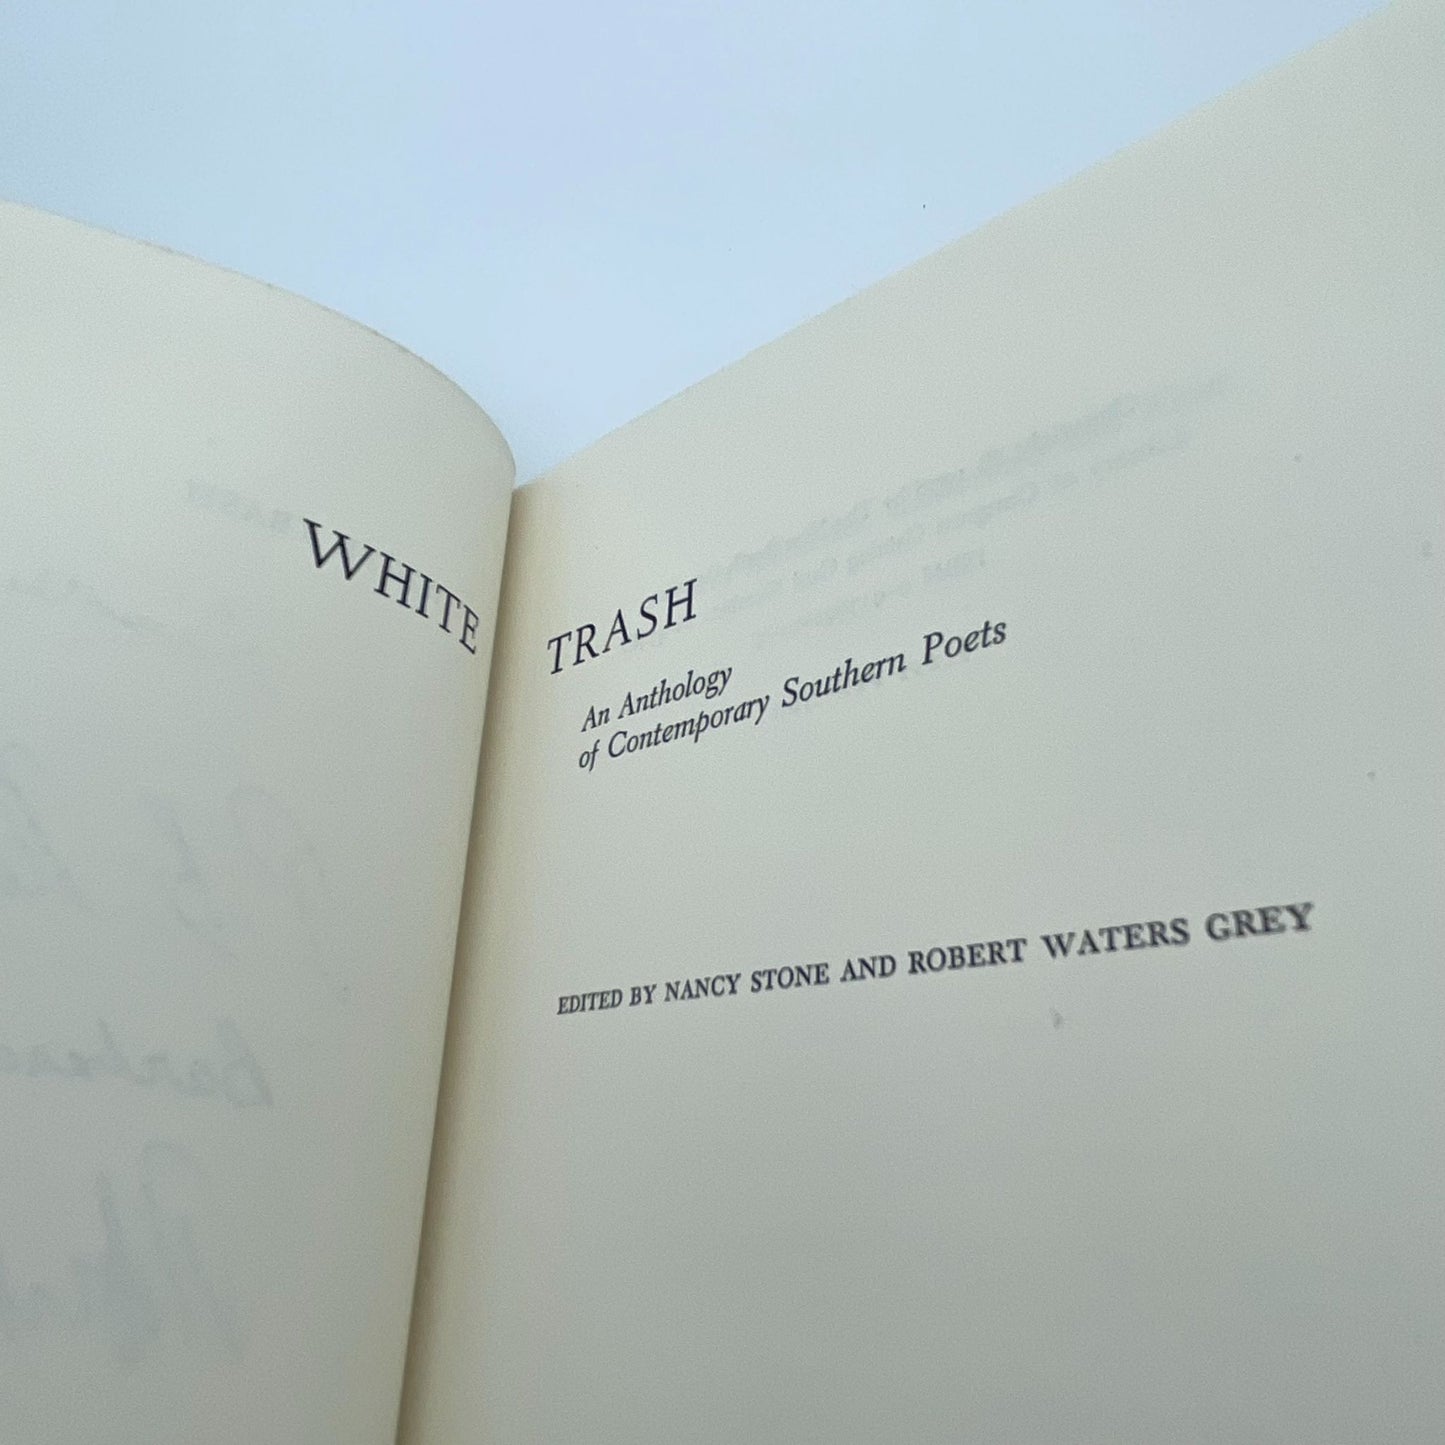 WHITE TRASH
An Anthology
of Contemporary Southern Poets
EDITED BY NANCY STONE AND ROBERT WATERS GREY